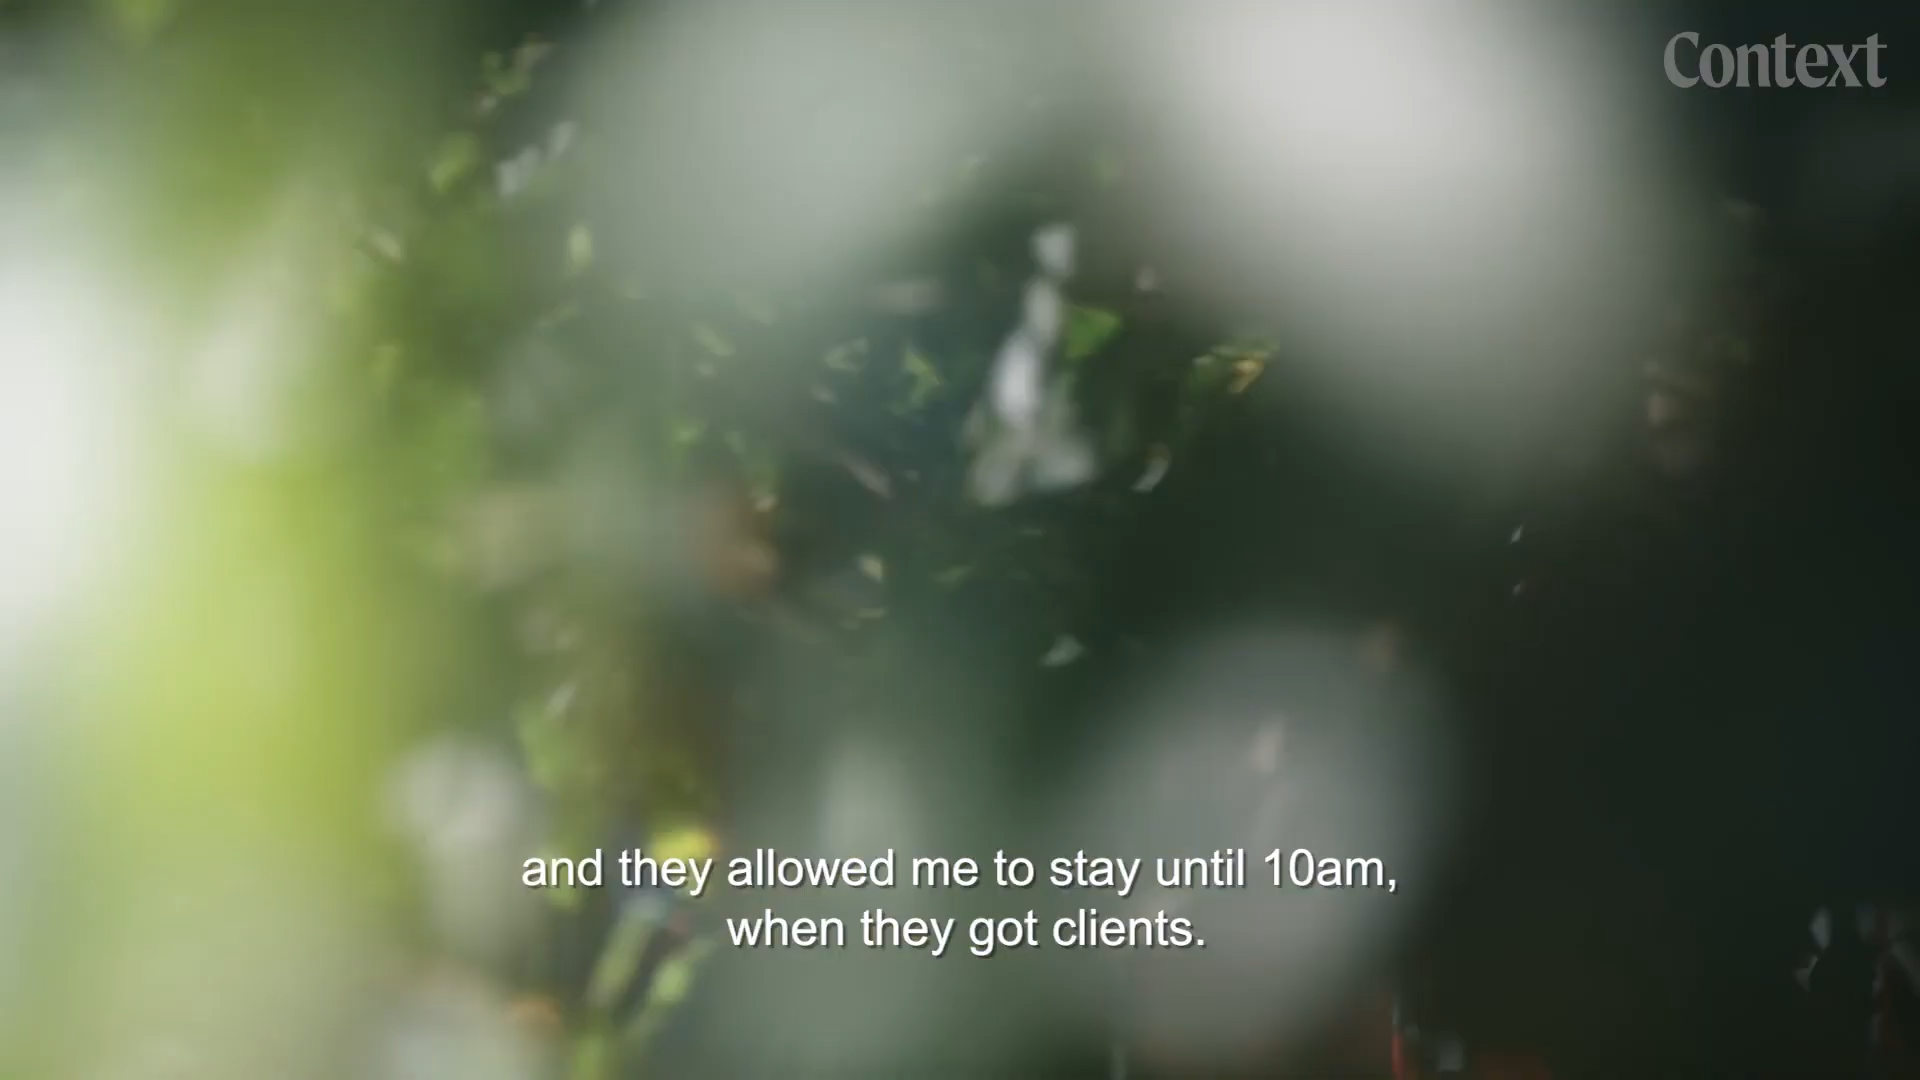 Context
and they allowed me to stay until 10am,
when they got clients.